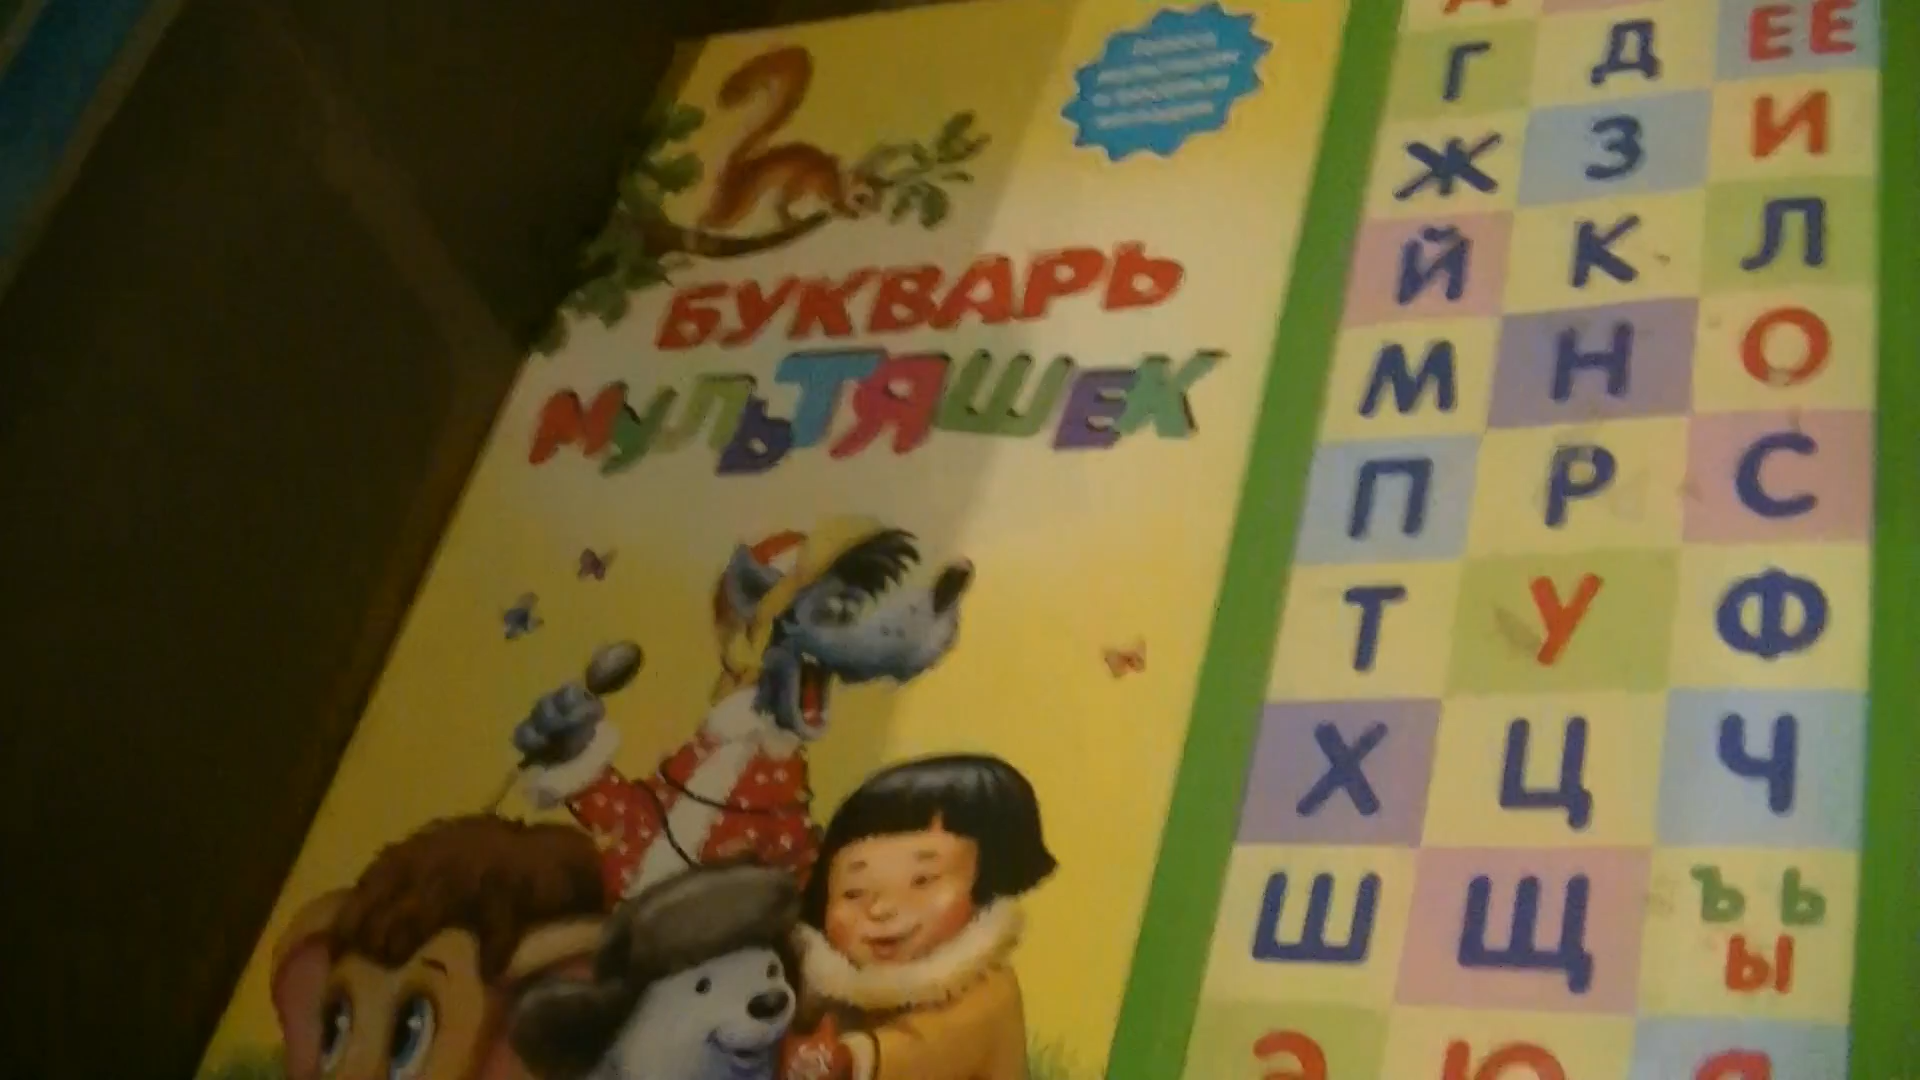 БУКВАРЬ
МУЛЬТЯШЕК
Г Д ЕЁ
Ж З И
Й К Л
М Н О
П Р С
Т У Ф
Х Ц Ч
Ш Щ Ъ Ь
Ы
Э Ю Я